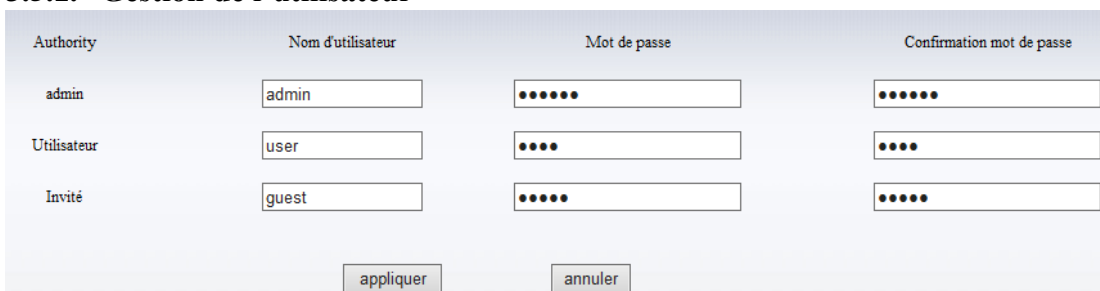 Authority Nom d'utilisateur Mot de passe Confirmation mot de passe
admin admin ●●●●●● ●●●●●●
Utilisateur user ●●●● ●●●●
Invité guest ●●●●● ●●●●●
appliquer annuler